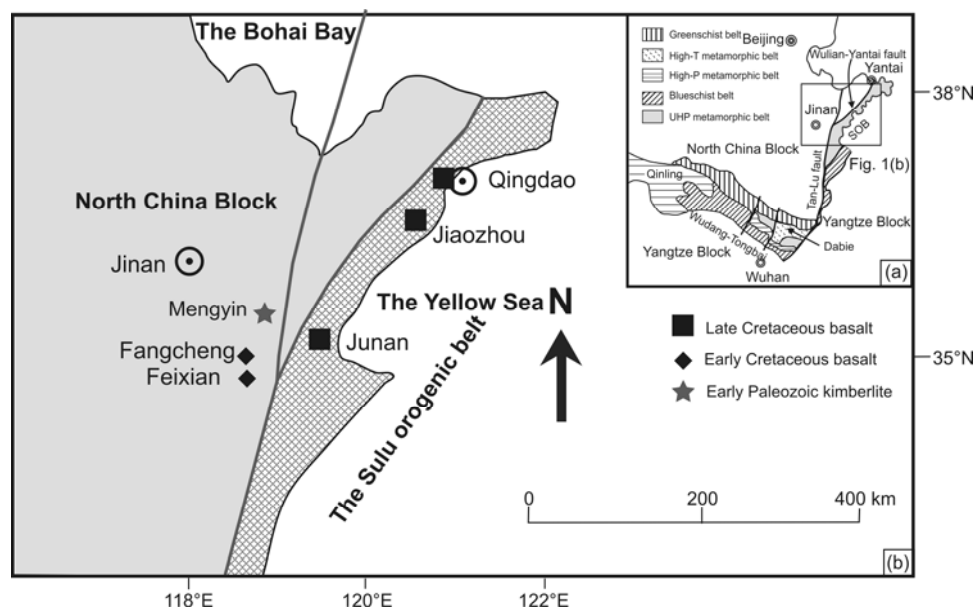 The Bohai Bay
North China Block
Jinan
Mengyin
Fangcheng
Feixian
Qingdao
Jiaozhou
Junan
The Yellow Sea
N
The Sulu orogenic belt
Greenschist belt
High-T metamorphic belt
High-P metamorphic belt
Blueschist belt
UHP metamorphic belt
Beijing
Wulian-Yantai fault
Yantai
Jinan
SOB
Fig. 1(b)
North China Block
Tan-Lu fault
Qinling
Wudang-Tongbai
Yangtze Block
Yangtze Block
Dabie
Wuhan
(a)
38°N
35°N
Late Cretaceous basalt
Early Cretaceous basalt
Early Paleozoic kimberlite
0 200 400 km
(b)
118°E 120°E 122°E